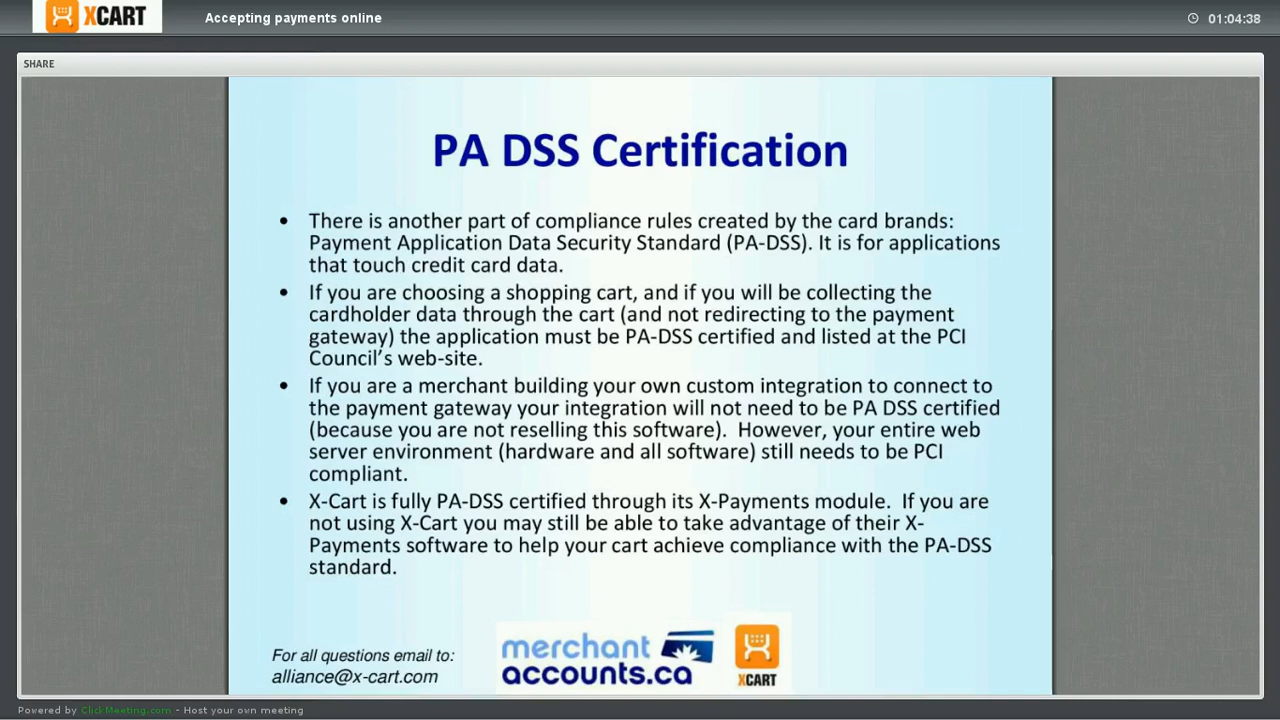 XCART
Accepting payments online
01:04:38
SHARE
PA DSS Certification
• There is another part of compliance rules created by the card brands:
Payment Application Data Security Standard (PA-DSS). It is for applications
that touch credit card data.
• If you are choosing a shopping cart, and if you will be collecting the
cardholder data through the cart (and not redirecting to the payment
gateway) the application must be PA-DSS certified and listed at the PCI
Council's web-site.
• If you are a merchant building your own custom integration to connect to
the payment gateway your integration will not need to be PA DSS certified
(because you are not reselling this software). However, your entire web
server environment (hardware and all software) still needs to be PCI
compliant.
• X-Cart is fully PA-DSS certified through its X-Payments module. If you are
not using X-Cart you may still be able to take advantage of their X-
Payments software to help your cart achieve compliance with the PA-DSS
standard.
For all questions email to:
alliance@x-cart.com
merchant
accounts.ca
XCART
Powered by ClickMeeting.com - Host your own meeting